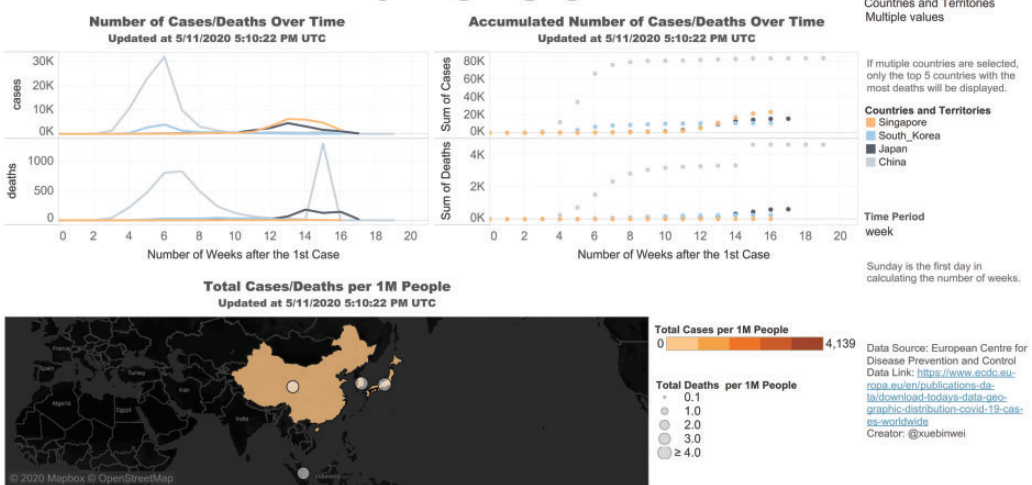 Number of Cases/Deaths Over Time
Updated at 5/11/2020 5:10:22 PM UTC
cases
30K
20K
10K
0K
deaths
1000
500
0
0 2 4 6 8 10 12 14 16 18 20
Number of Weeks after the 1st Case
Accumulated Number of Cases/Deaths Over Time
Updated at 5/11/2020 5:10:22 PM UTC
Sum of Cases
80K
60K
40K
20K
0K
Sum of Deaths
4K
2K
0K
0 2 4 6 8 10 12 14 16 18 20
Number of Weeks after the 1st Case
Countries and Territories
Multiple values
If mutiple countries are selected,
only the top 5 countries with the
most deaths will be displayed.
Countries and Territories
Singapore
South_Korea
Japan
China
Time Period
week
Sunday is the first day in
calculating the number of weeks.
Total Cases/Deaths per 1M People
Updated at 5/11/2020 5:10:22 PM UTC
France
Spain
Turkey
Iran
Algeria
Egypt
India
Indonesia
© 2020 Mapbox © OpenStreetMap
Total Cases per 1M People
0 4,139
Total Deaths per 1M People
0.1
1.0
2.0
3.0
≥ 4.0
Data Source: European Centre for
Disease Prevention and Control
Data Link: https://www.ecdc.eu-
ropa.eu/en/publications-da-
ta/download-todays-data-geo-
graphic-distribution-covid-19-cas-
es-worldwide
Creator: @xuebinwei